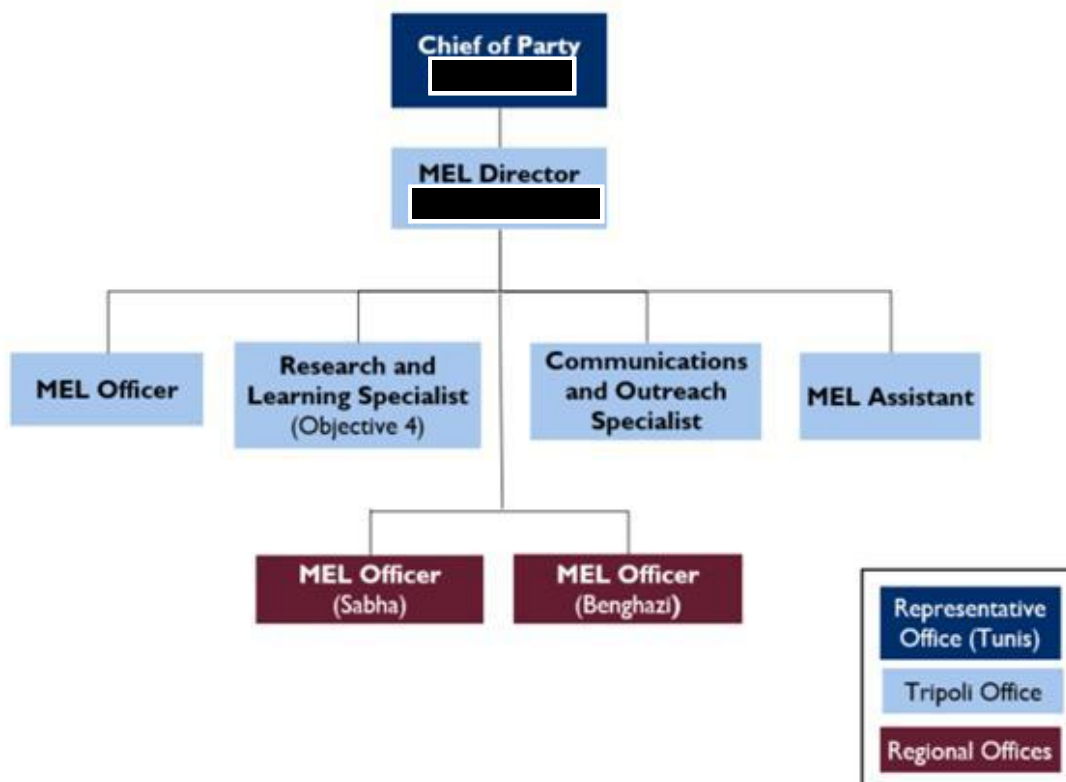 Chief of Party
MEL Director
MEL Officer
Research and
Learning Specialist
(Objective 4)
Communications
and Outreach
Specialist
MEL Assistant
MEL Officer
(Sabha)
MEL Officer
(Benghazi)
Representative
Office (Tunis)
Tripoli Office
Regional Offices